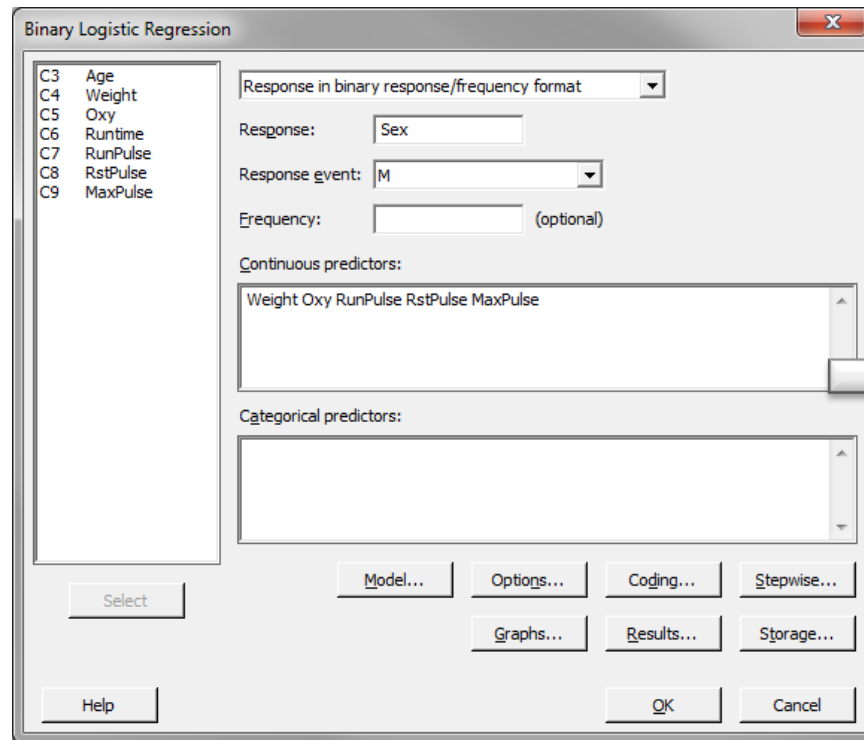 Binary Logistic Regression
C3 Age
C4 Weight
C5 Oxy
C6 Runtime
C7 RunPulse
C8 RstPulse
C9 MaxPulse
Response in binary response/frequency format
Response: Sex
Response event: M
Frequency: (optional)
Continuous predictors:
Weight Oxy RunPulse RstPulse MaxPulse
Categorical predictors:
Select
Model... Options... Coding... Stepwise...
Graphs... Results... Storage...
Help OK Cancel